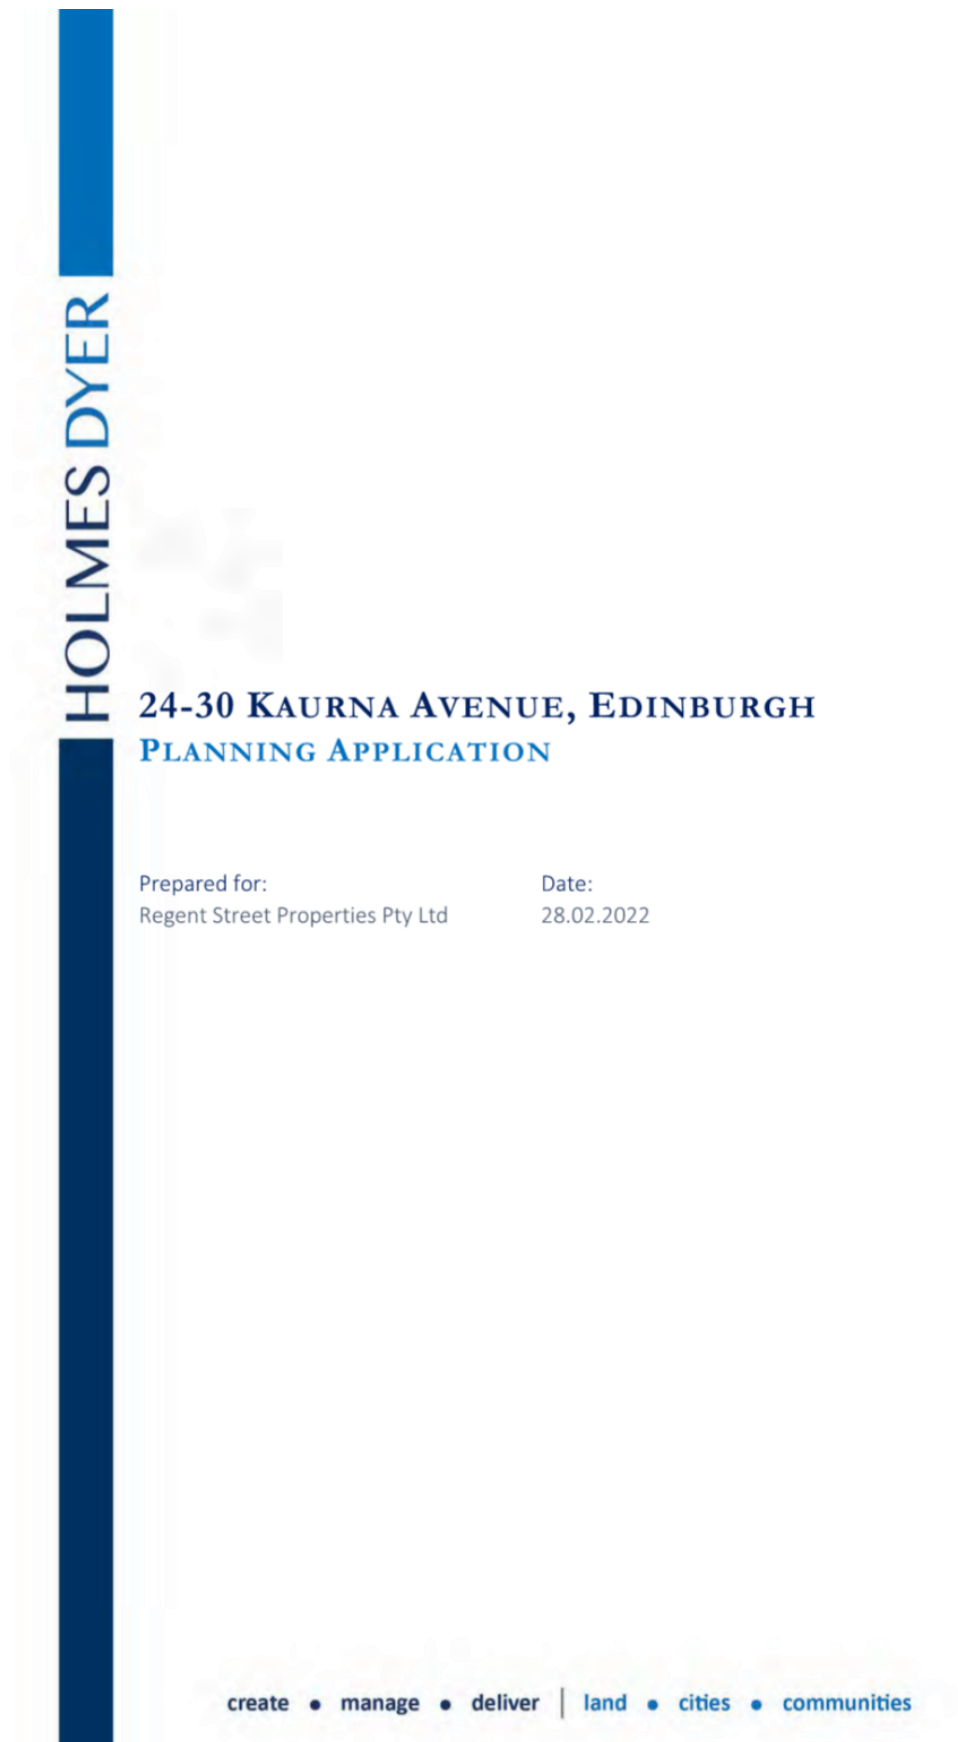 HOLMES DYER
24-30 KAURNA AVENUE, EDINBURGH
PLANNING APPLICATION
Prepared for: Date:
Regent Street Properties Pty Ltd 28.02.2022
create • manage • deliver | land • cities • communities